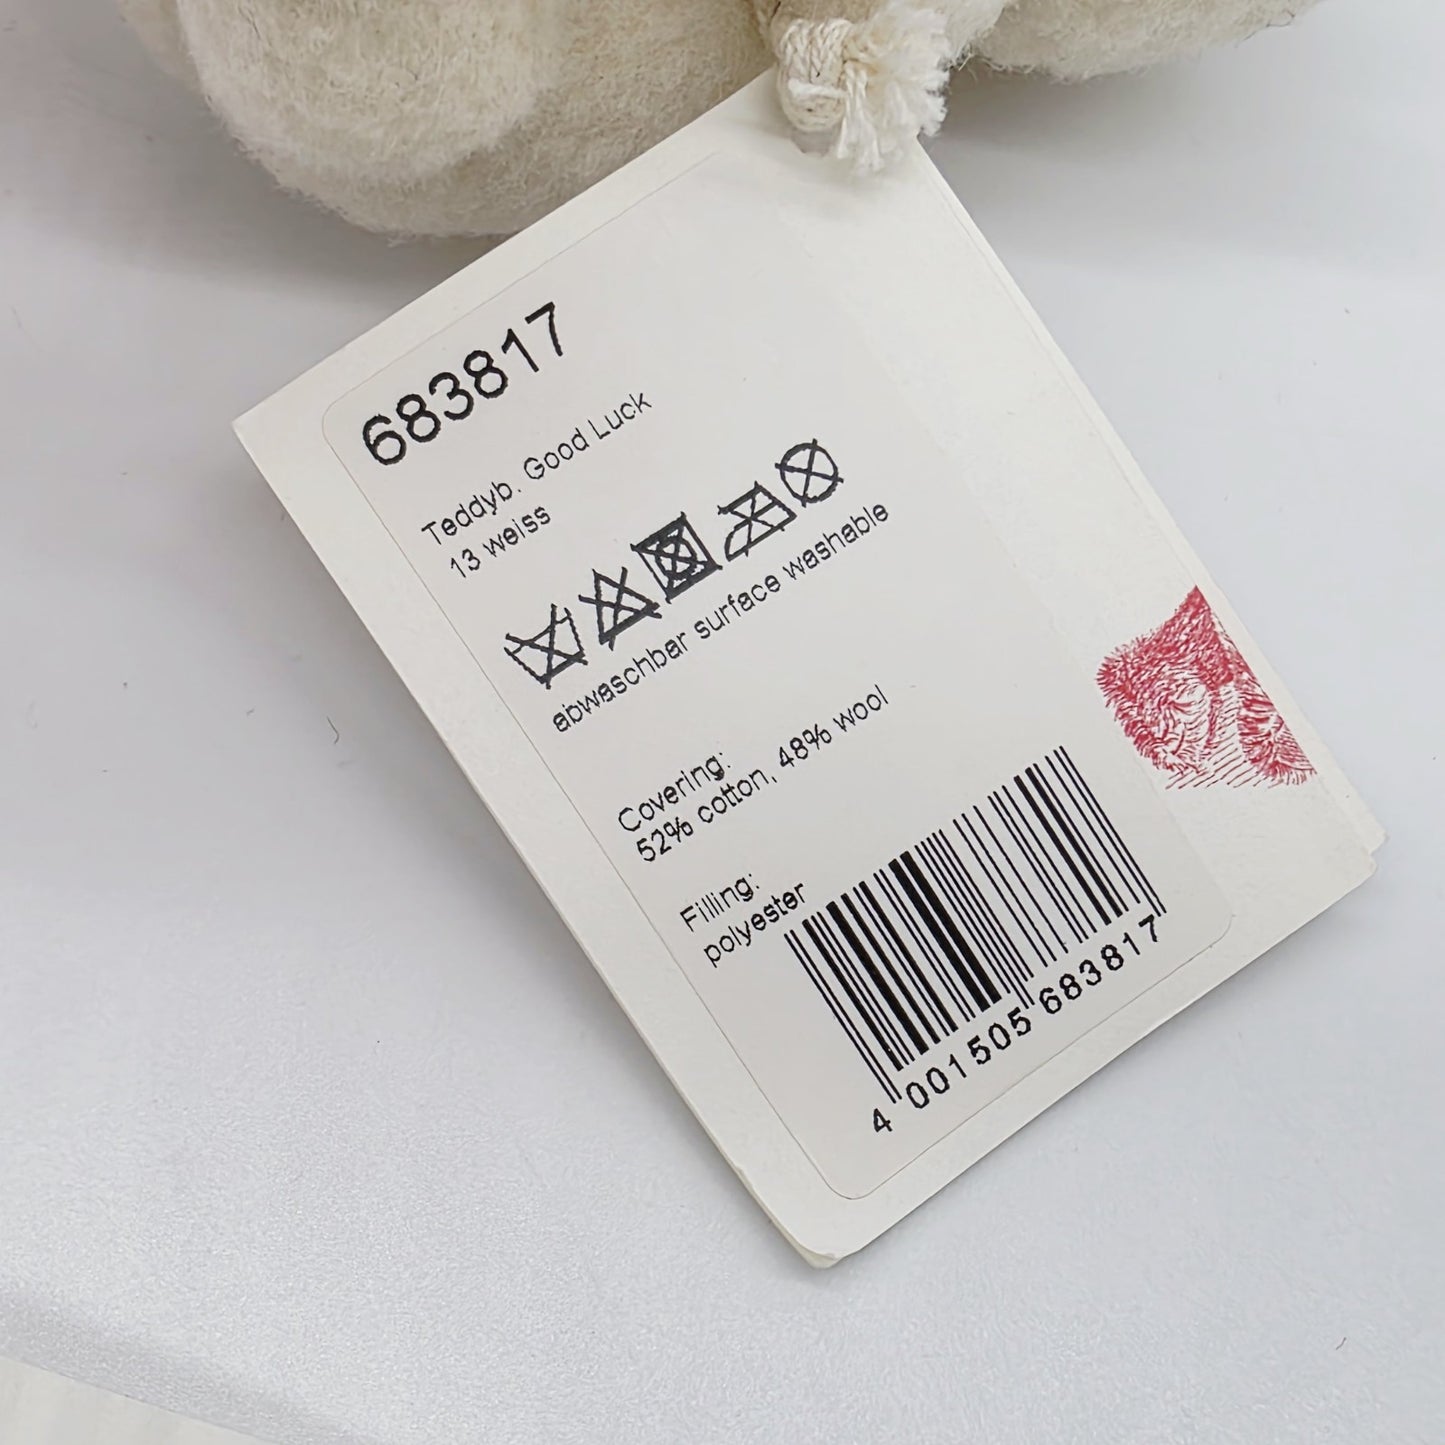 683817
Teddyb. Good Luck
13 weiss
abwaschbar surface washable
Covering:
52% cotton, 48% wool
Filling:
polyester
4 001505 683817